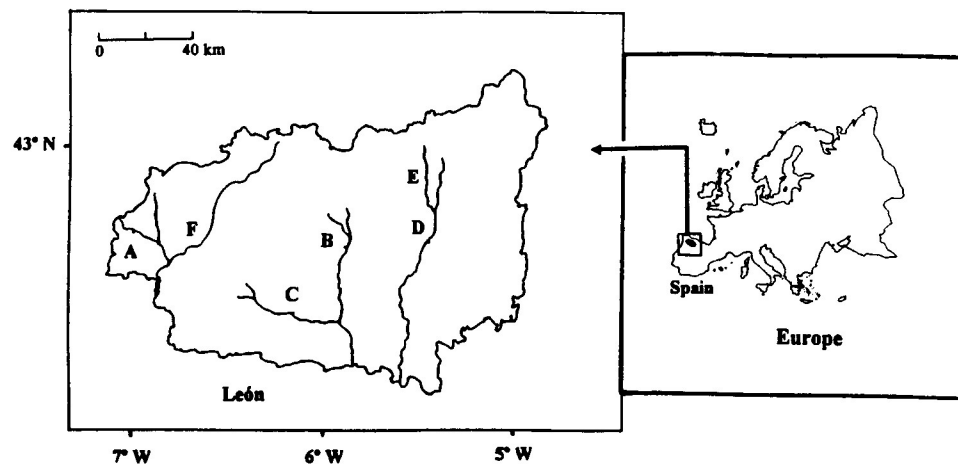 0 40 km
43° N
E
F
B
D
A
C
Spain
Europe
León
7° W 6° W 5° W